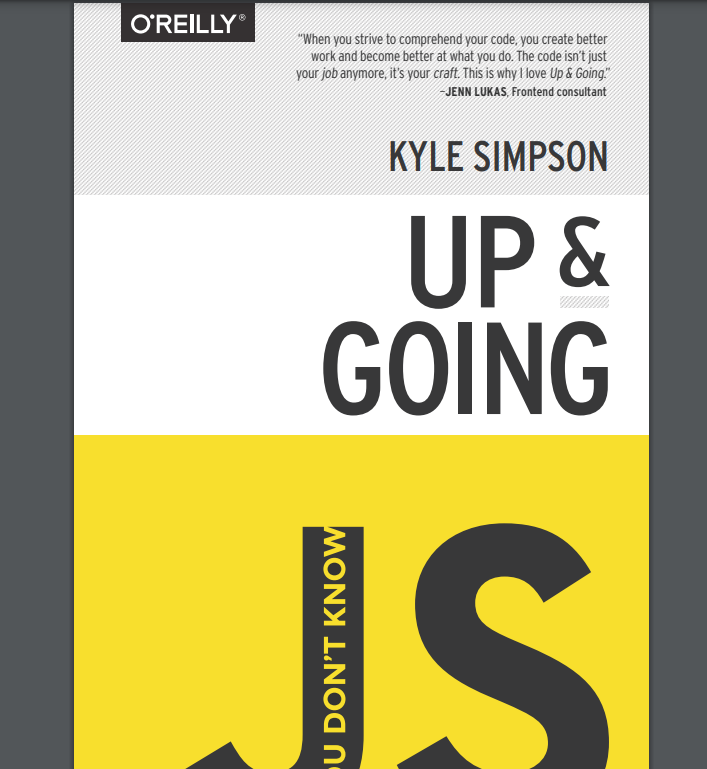 O'REILLY®
“When you strive to comprehend your code, you create better
work and become better at what you do. The code isn't just
your job anymore, it's your craft. This is why I love Up & Going.”
–JENN LUKAS, Frontend consultant
KYLE SIMPSON
UP &
GOING
DON'T KNOW
JS